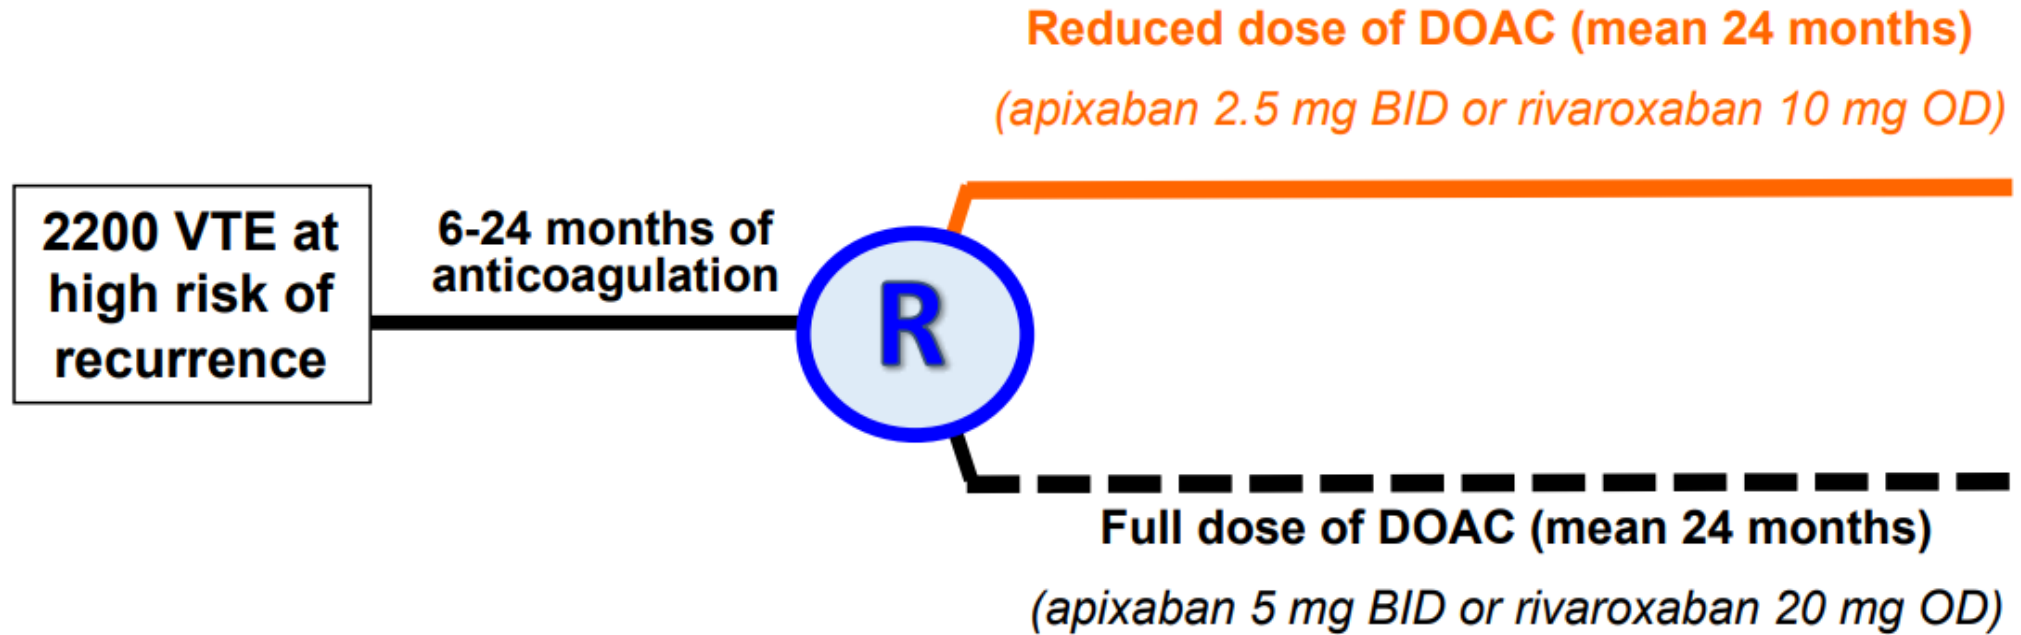 Reduced dose of DOAC (mean 24 months)
(apixaban 2.5 mg BID or rivaroxaban 10 mg OD)
2200 VTE at
high risk of
recurrence
6-24 months of
anticoagulation
R
Full dose of DOAC (mean 24 months)
(apixaban 5 mg BID or rivaroxaban 20 mg OD)